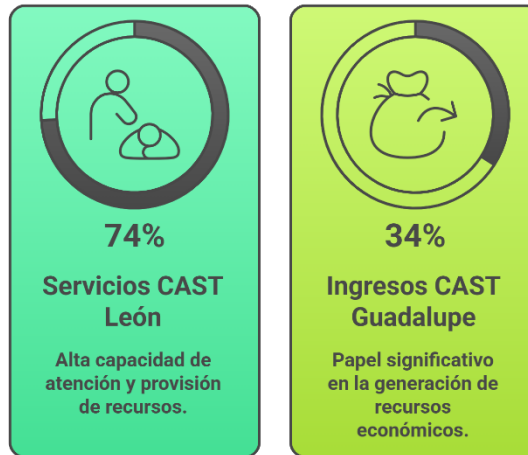 74%
Servicios CAST
León
Alta capacidad de
atención y provisión
de recursos.
34%
Ingresos CAST
Guadalupe
Papel significativo
en la generación de
recursos
económicos.